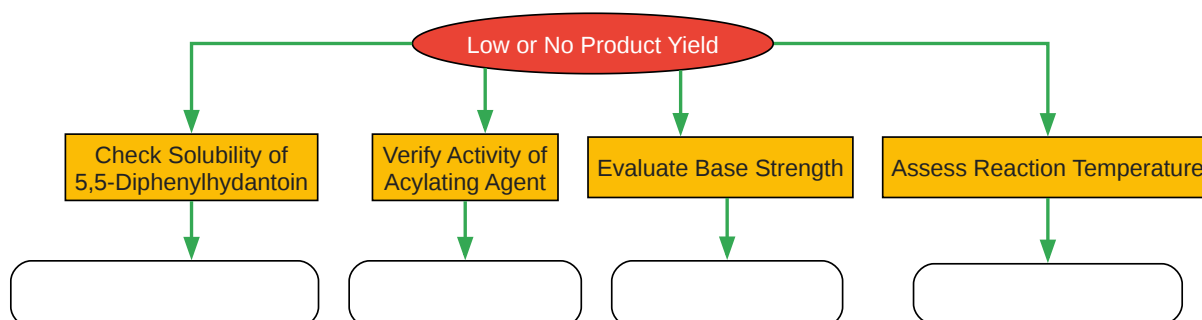 Low or No Product Yield
Check Solubility of
5,5-Diphenylhydantoin
Verify Activity of
Acylating Agent
Evaluate Base Strength
Assess Reaction Temperature